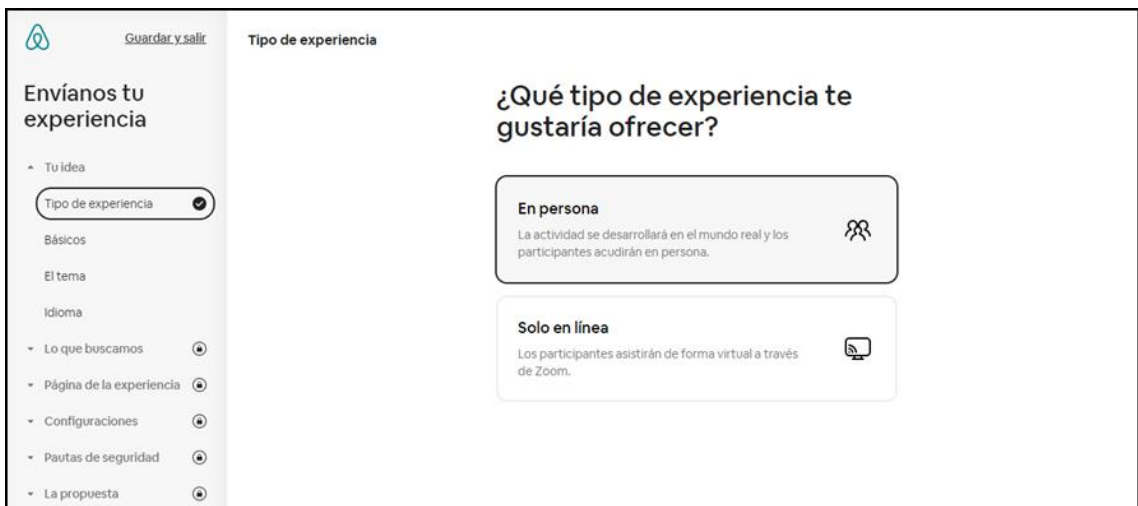 Guardar y salir
Tipo de experiencia
Envíanos tu
experiencia
Tu idea
Tipo de experiencia
Básicos
El tema
Idioma
Lo que buscamos
Página de la experiencia
Configuraciones
Pautas de seguridad
La propuesta
¿Qué tipo de experiencia te
gustaría ofrecer?
En persona
La actividad se desarrollará en el mundo real y los
participantes acudirán en persona.
Solo en línea
Los participantes asistirán de forma virtual a través
de Zoom.